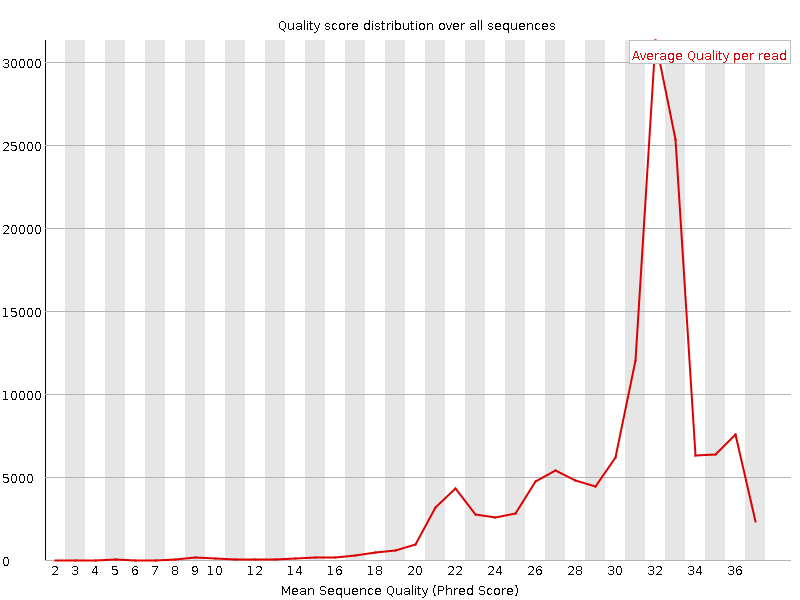 Quality score distribution over all sequences
Average Quality per read
30000
25000
20000
15000
10000
5000
0
2 3 4 5 6 7 8 9 10 12 14 16 18 20 22 24 26 28 30 32 34 36
Mean Sequence Quality (Phred Score)